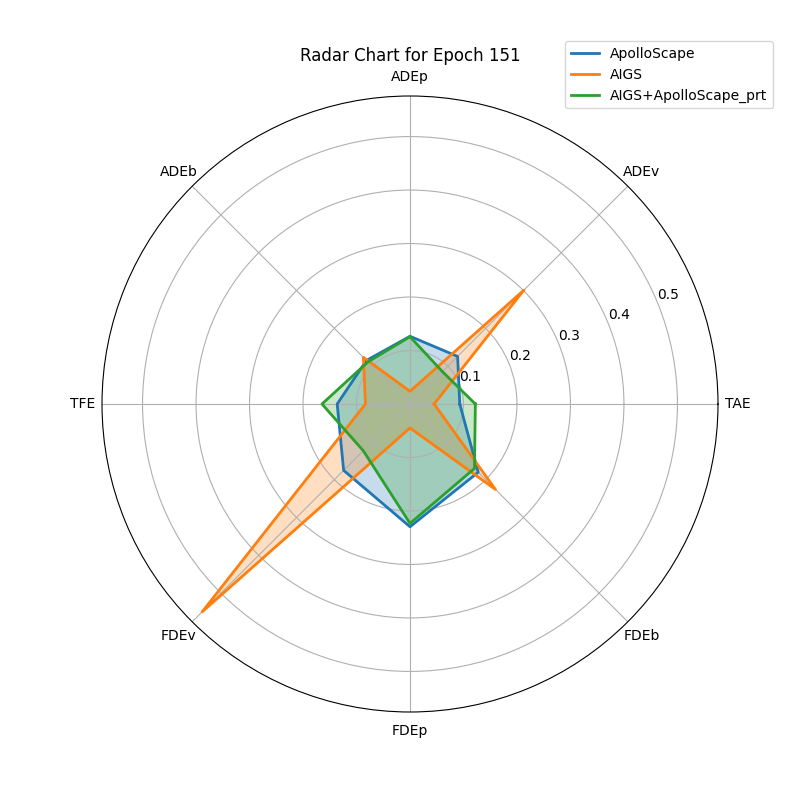 Radar Chart for Epoch 151
ApolloScape
AIGS
AIGS+ApolloScape_prt
ADEp
ADEb
ADEv
0.5
0.4
0.3
0.2
0.1
TFE
TAE
FDEv
FDEb
FDEp